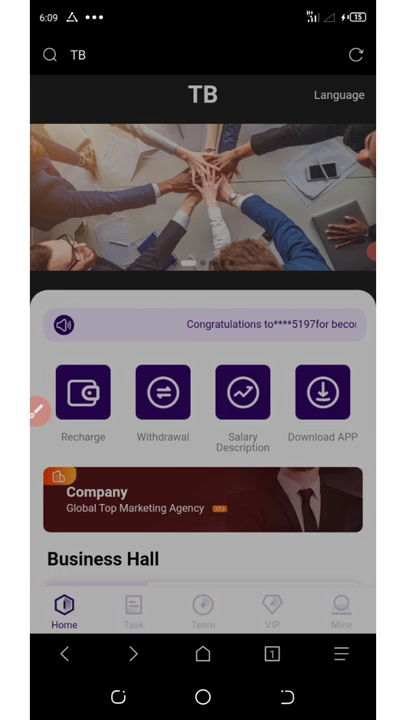 6:09
15
TB
TB
Language
Congratulations to****5197for becor
Recharge
Withdrawal
Salary
Description
Download APP
Company
Global Top Marketing Agency
Business Hall
Home
Task
Team
VIP
Mine
1